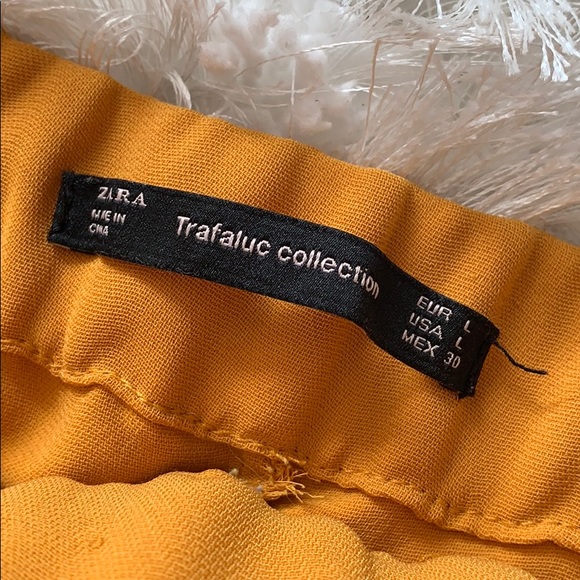 ZARA
MADE IN
CHINA
Trafaluc collection
EUR L
USA L
MEX 30